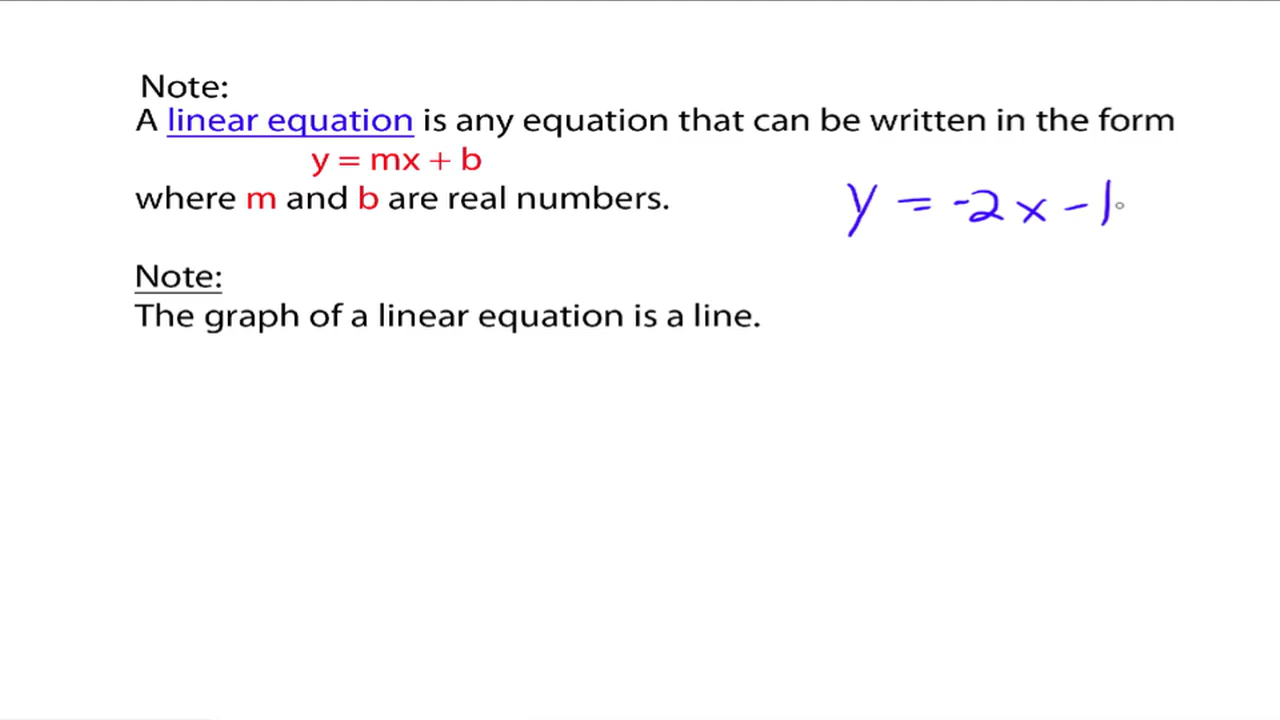 Note:
A linear equation is any equation that can be written in the form
y = mx + b
where m and b are real numbers.
y = -2x - 1
Note:
The graph of a linear equation is a line.